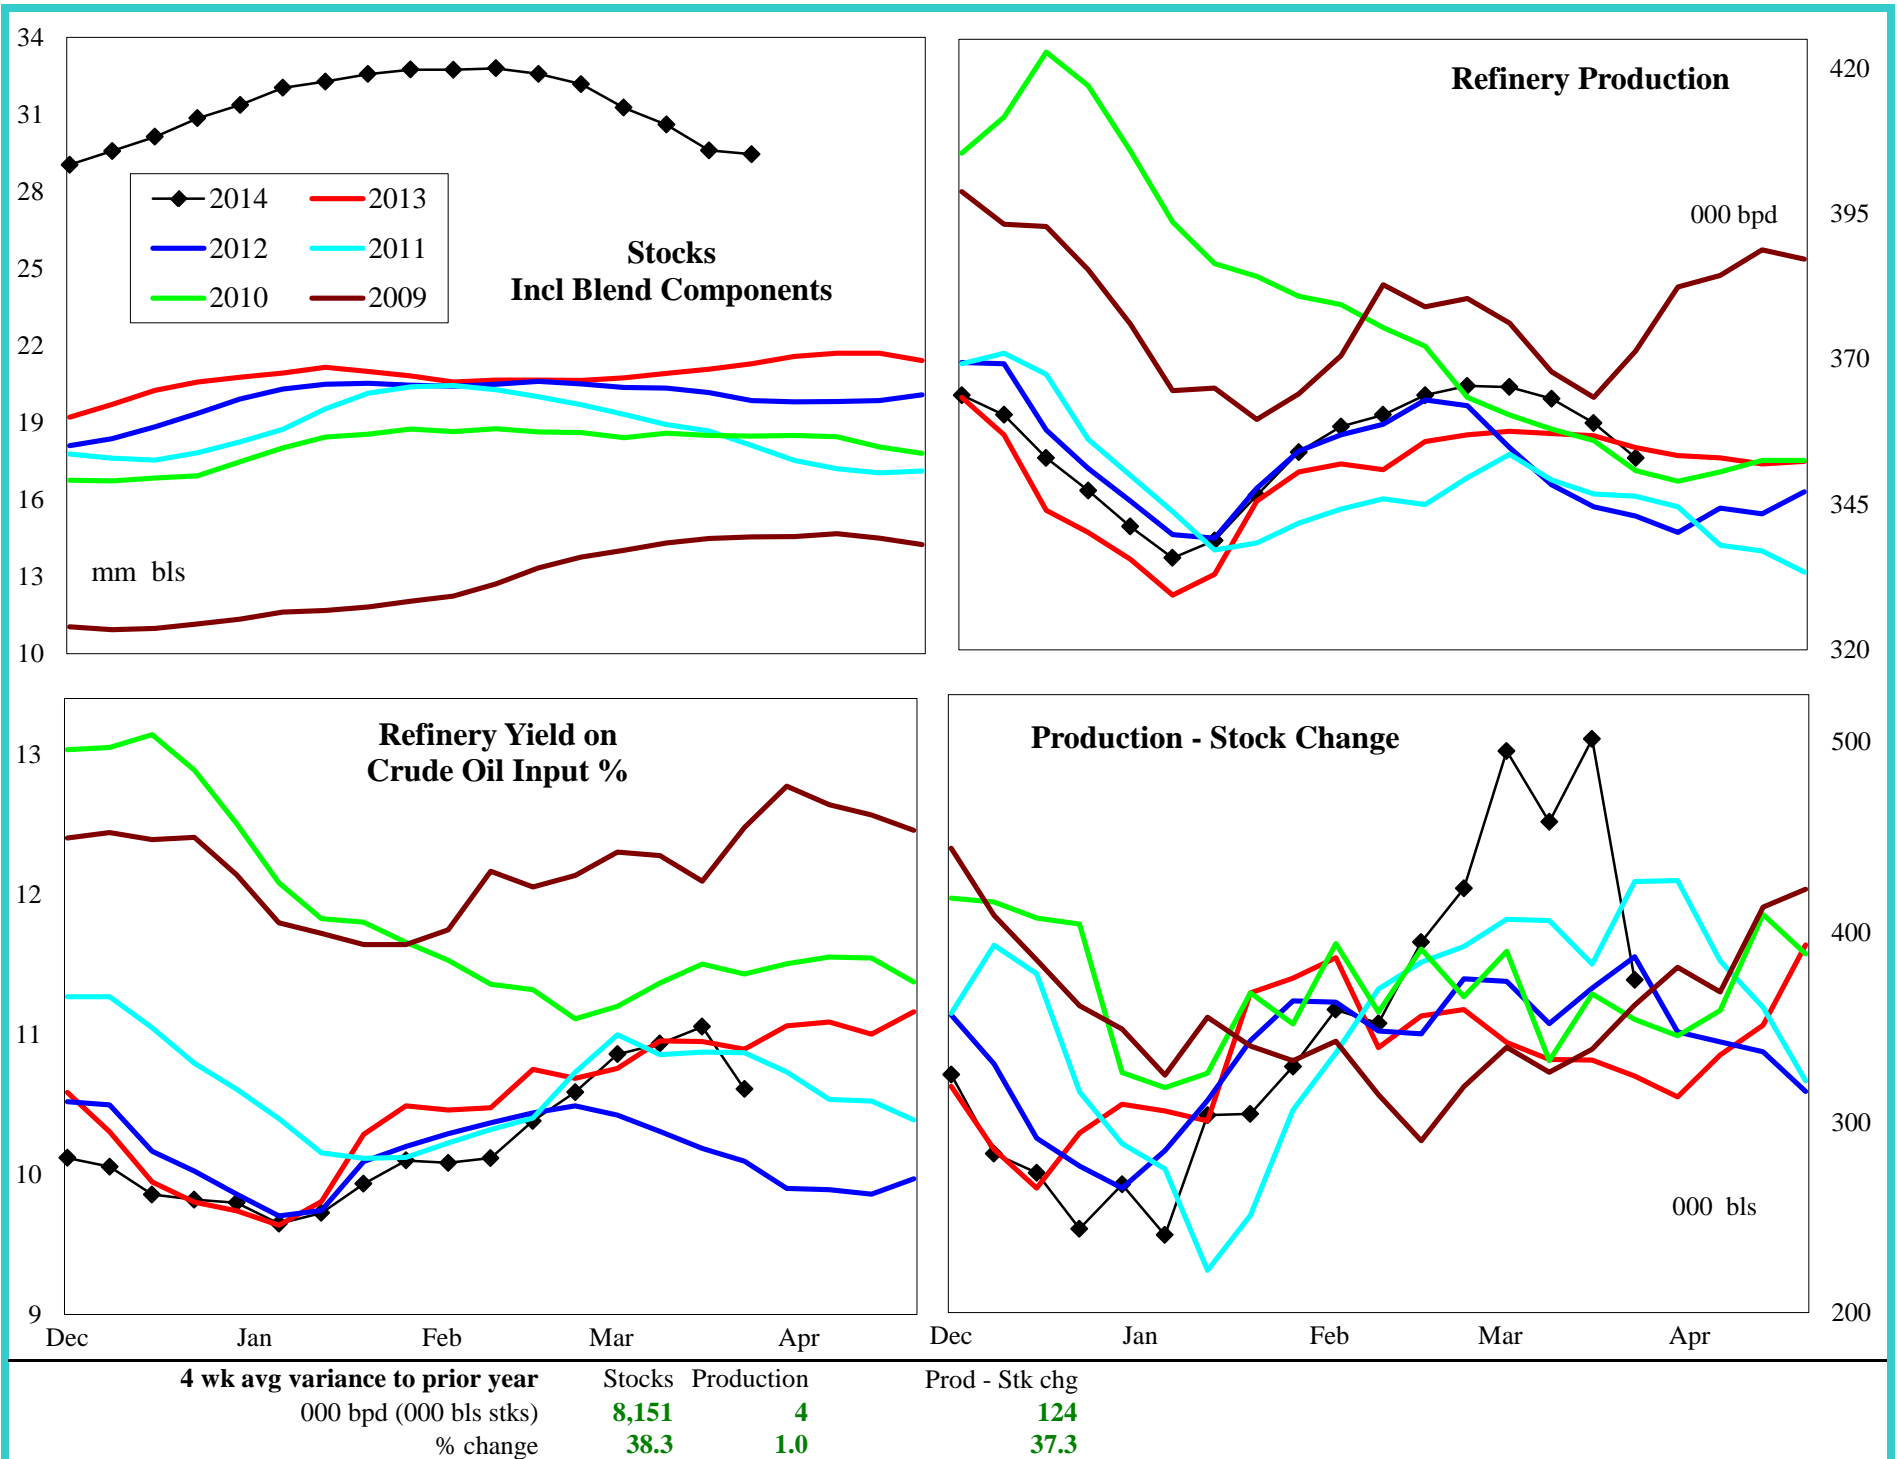 34
31
28
25
22
19
16
13
10
2014 2013
2012 2011
2010 2009
Stocks
Incl Blend Components
mm bls
Refinery Production
000 bpd
420
395
370
345
320
Refinery Yield on
Crude Oil Input %
13
12
11
10
9
Dec Jan Feb Mar Apr
Production - Stock Change
000 bls
500
400
300
200
Dec Jan Feb Mar Apr
4 wk avg variance to prior year Stocks Production Prod - Stk chg
000 bpd (000 bls stks) 8,151 4 124
% change 38.3 1.0 37.3